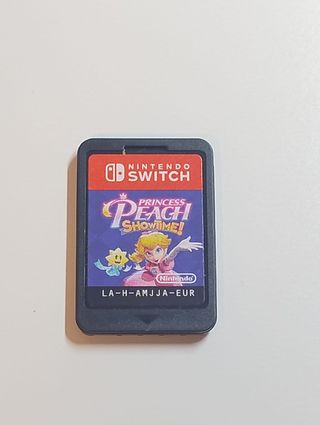 NINTENDO
SWITCH
PRINCESS
PEACH
SHOWTIME!
Nintendo
LA-H-AMJJA-EUR